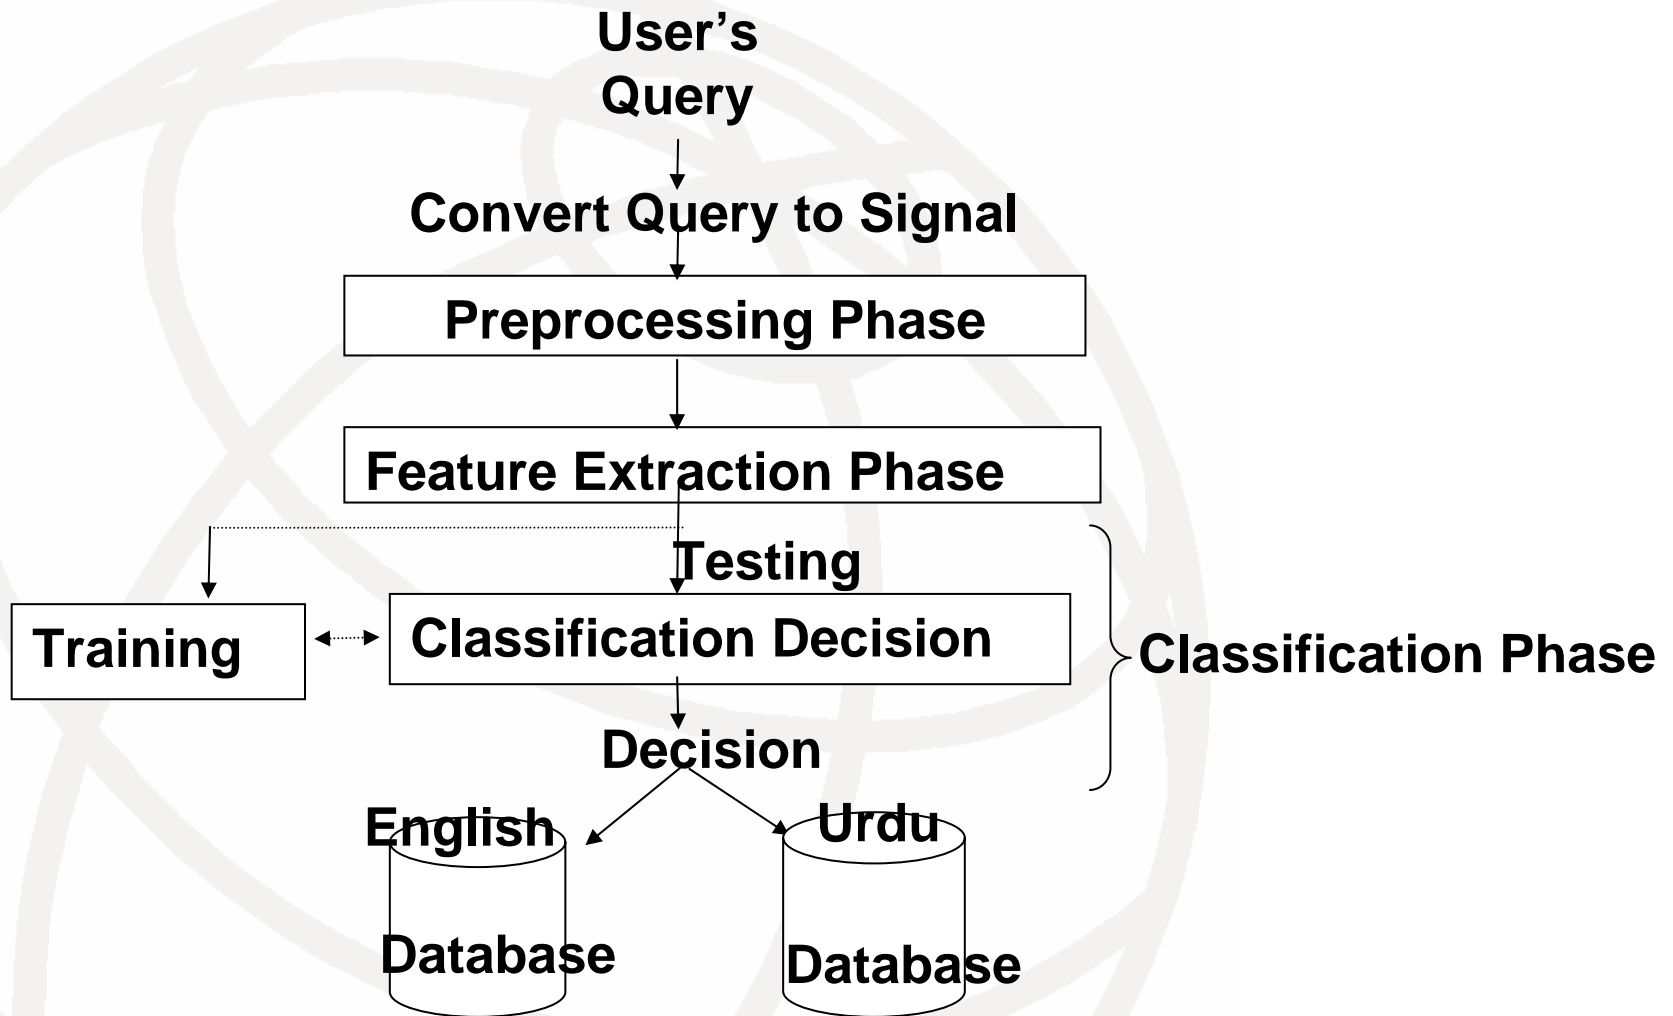 User’s
Query
Convert Query to Signal
Preprocessing Phase
Feature Extraction Phase
Testing
Training
Classification Decision
Classification Phase
Decision
English
Urdu
Database
Database